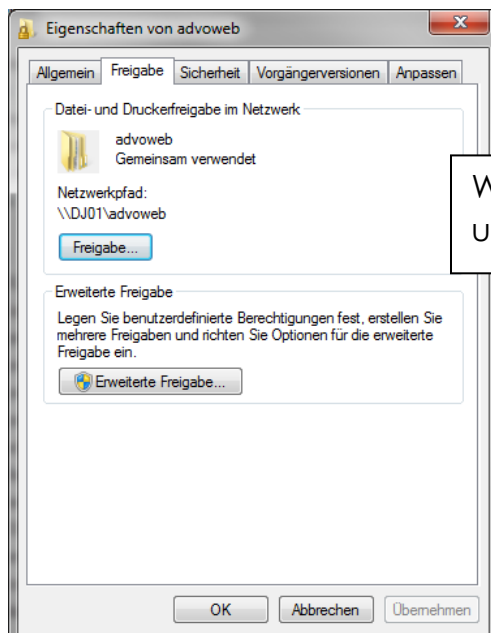 Eigenschaften von advoweb
Allgemein Freigabe Sicherheit Vorgängerversionen Anpassen
Datei- und Druckerfreigabe im Netzwerk
advoweb
Gemeinsam verwendet
Netzwerkpfad:
\\DJ01\advoweb
Freigabe...
Erweiterte Freigabe
Legen Sie benutzerdefinierte Berechtigungen fest, erstellen Sie
mehrere Freigaben und richten Sie Optionen für die erweiterte
Freigabe ein.
Erweiterte Freigabe...
OK Abbrechen Übernehmen